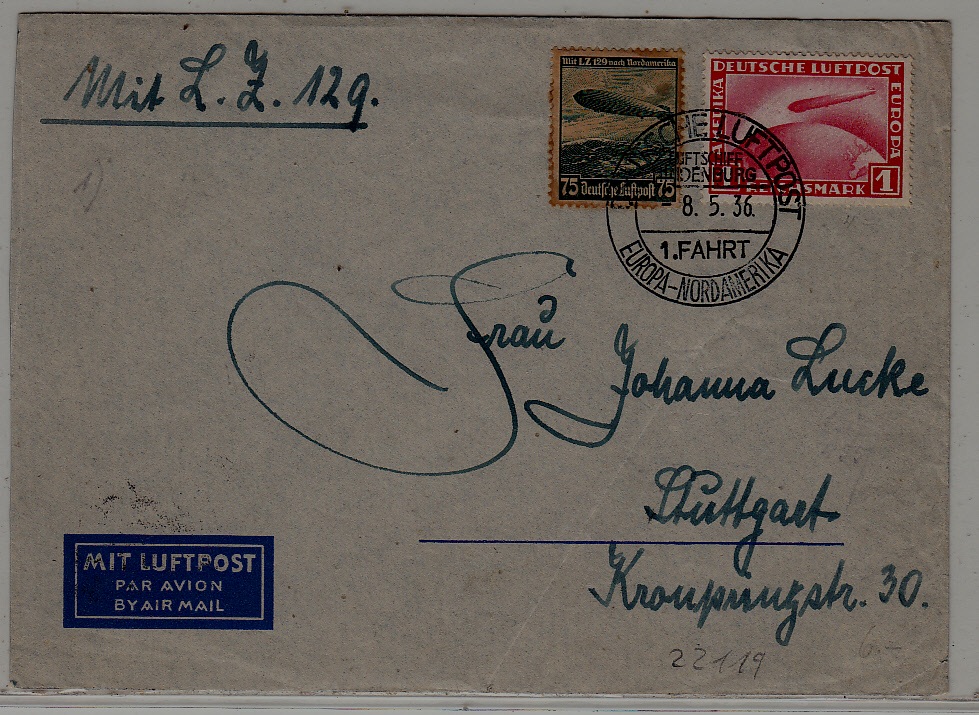 Mit L. Z. 129.
1)
Mit LZ 129 nach Nordamerika
75 Deutsche Luftpost 75
DEUTSCHE LUFTPOST
EUROPA
REICHSMARK 1
LUFTPOST
LUFTSCHIFF
HINDENBURG
8. 5. 36.
1. FAHRT
EUROPA-NORDAMERIKA
Frau
Johanna Lucke
Stuttgart.
Kronprinzstr. 30.
MIT LUFTPOST
PAR AVION
BY AIR MAIL
22119
6.-